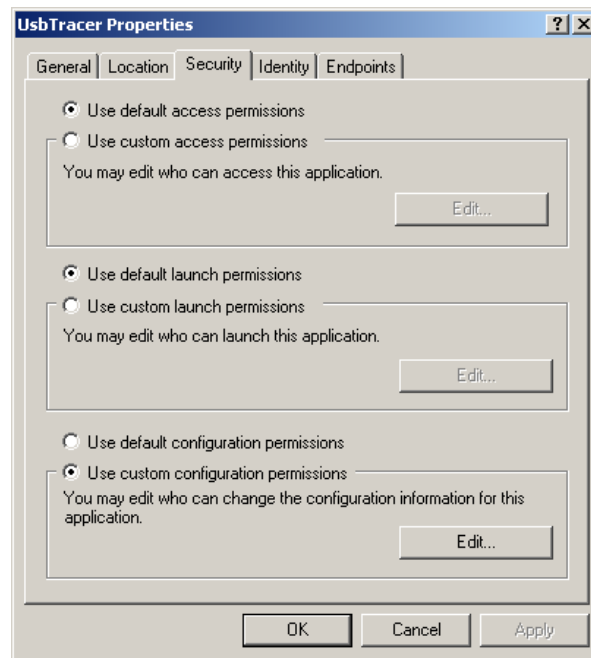 UsbTracer Properties
General Location Security Identity Endpoints
Use default access permissions
Use custom access permissions
You may edit who can access this application.
Edit...
Use default launch permissions
Use custom launch permissions
You may edit who can launch this application.
Edit...
Use default configuration permissions
Use custom configuration permissions
You may edit who can change the configuration information for this
application.
Edit...
OK Cancel Apply